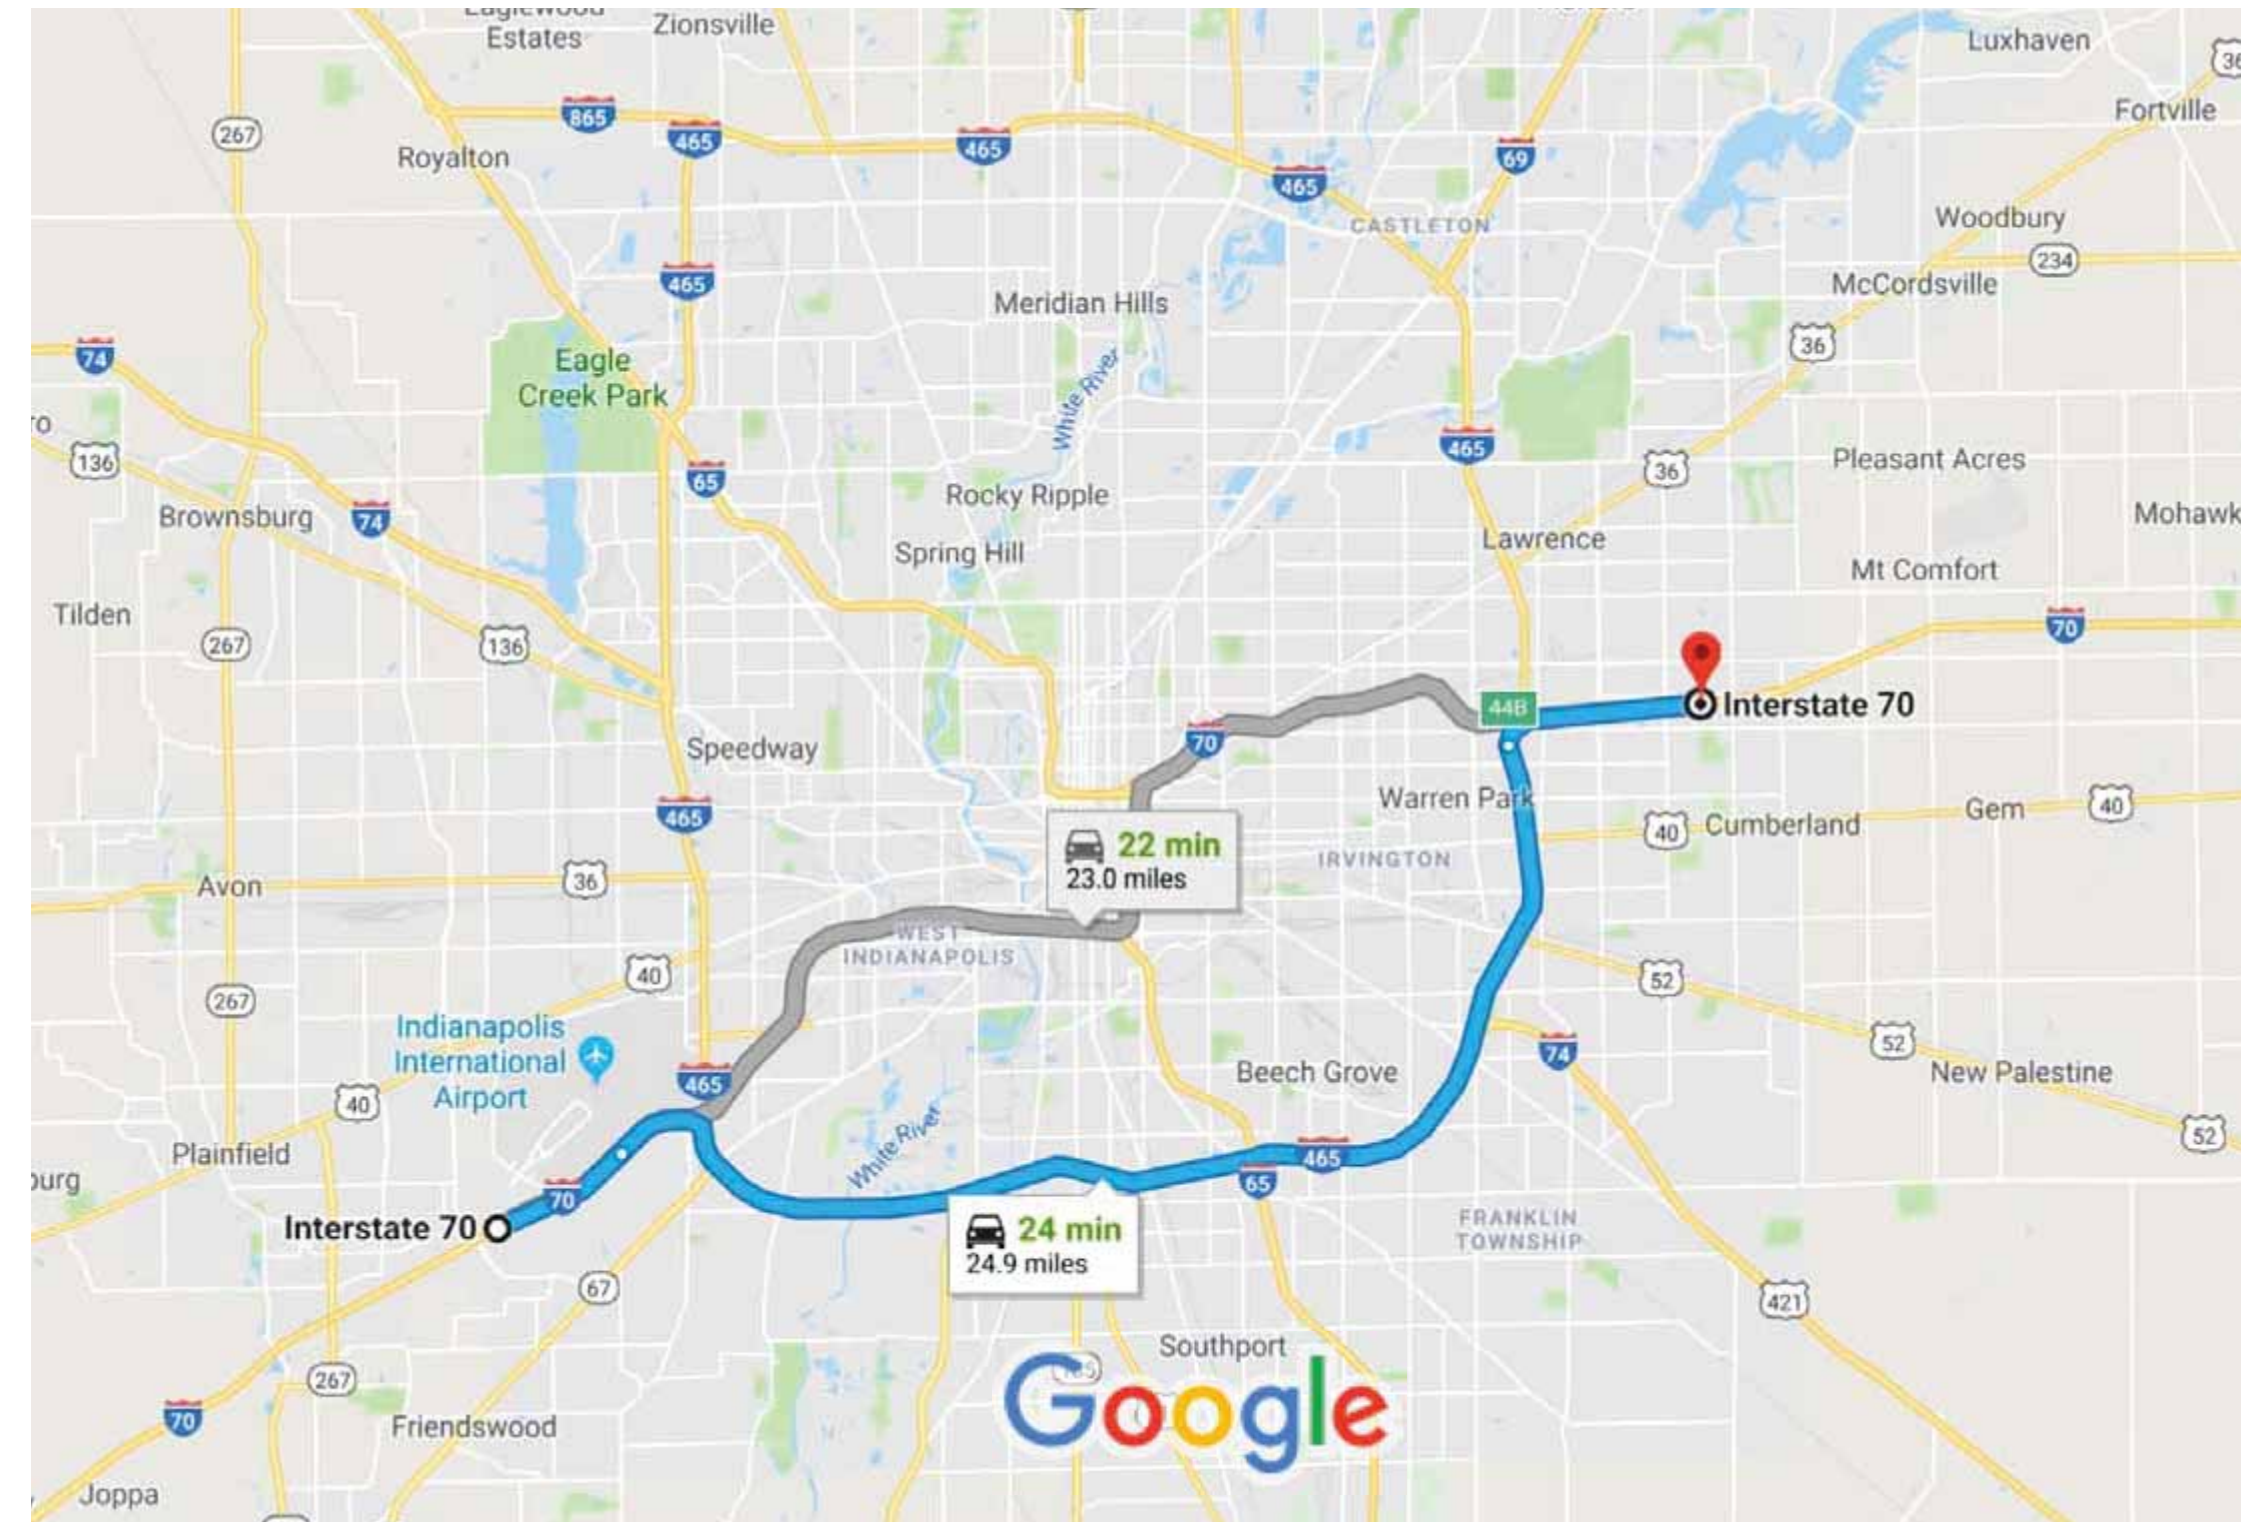 Eaglewood
Estates
Zionsville
Luxhaven
36
Fortville
267
865
465
465
465
69
Royalton
CASTLETON
Woodbury
234
McCordsville
465
Meridian Hills
36
74
Eagle
Creek Park
White River
136
465
36
Pleasant Acres
65
Rocky Ripple
Brownsburg
74
Mohawk
Spring Hill
Lawrence
Mt Comfort
Tilden
267
136
70
44B
Interstate 70
70
Speedway
Warren Park
465
40
Cumberland
Gem
40
22 min
23.0 miles
IRVINGTON
Avon
36
WEST
INDIANAPOLIS
40
52
267
Indianapolis
International
Airport
74
52
465
Beech Grove
New Palestine
40
White River
52
Plainfield
burg
465
65
70
Interstate 70
24 min
24.9 miles
FRANKLIN
TOWNSHIP
67
421
Southport
267
Google
70
Friendswood
Joppa